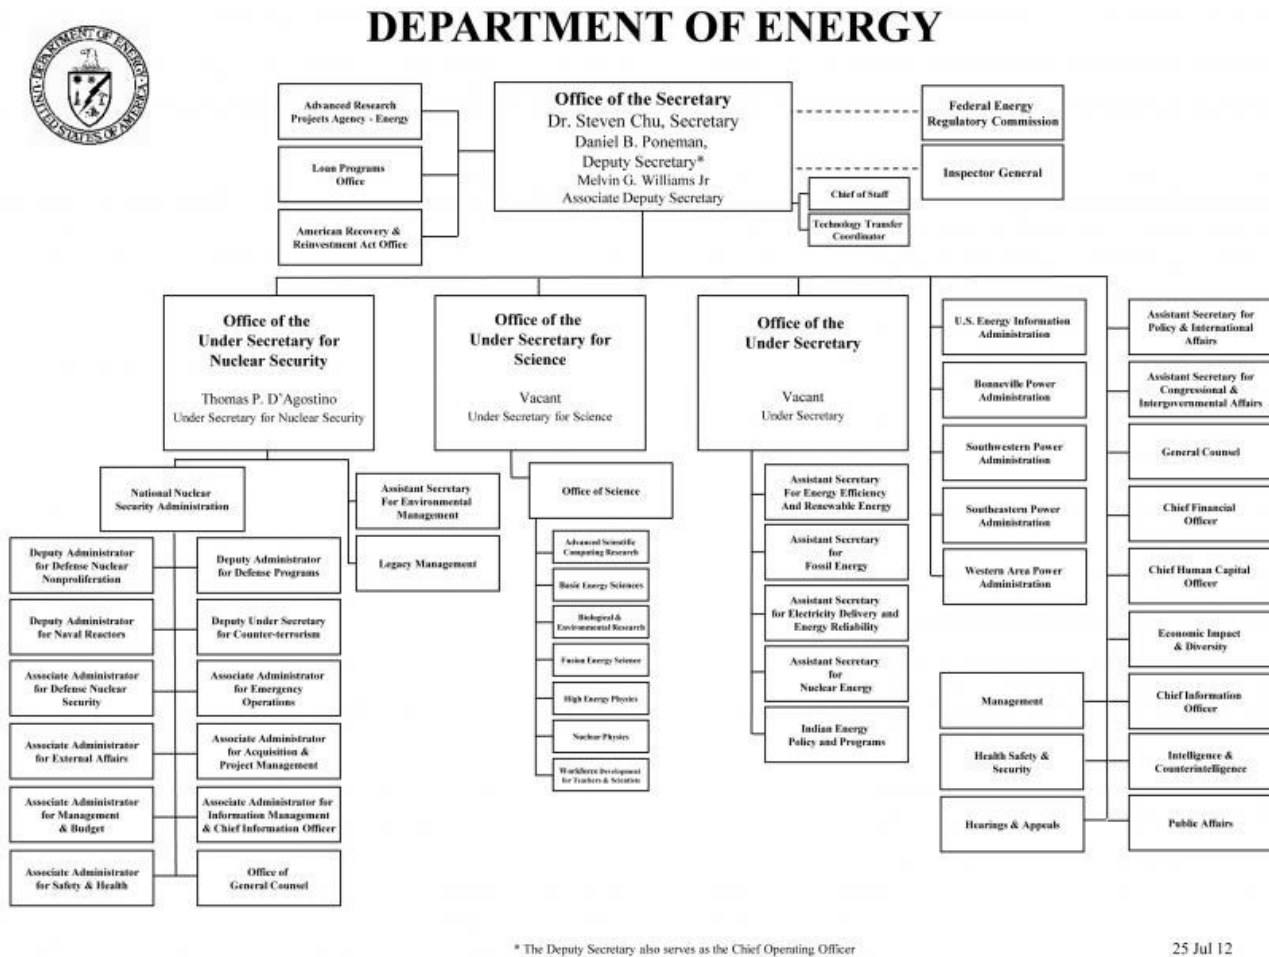 DEPARTMENT OF ENERGY
DEPARTMENT OF ENERGY
UNITED STATES OF AMERICA
Advanced Research
Projects Agency - Energy
Loan Programs
Office
American Recovery &
Reinvestment Act Office
Office of the Secretary
Dr. Steven Chu, Secretary
Daniel B. Poneman,
Deputy Secretary*
Melvin G. Williams Jr
Associate Deputy Secretary
Federal Energy
Regulatory Commission
Inspector General
Chief of Staff
Technology Transfer
Coordinator
Office of the
Under Secretary for
Nuclear Security
Thomas P. D'Agostino
Under Secretary for Nuclear Security
Office of the
Under Secretary for
Science
Vacant
Under Secretary for Science
Office of the
Under Secretary
Vacant
Under Secretary
National Nuclear
Security Administration
Deputy Administrator
for Defense Nuclear
Nonproliferation
Deputy Administrator
for Defense Programs
Deputy Administrator
for Naval Reactors
Deputy Under Secretary
for Counter-terrorism
Associate Administrator
for Defense Nuclear
Security
Associate Administrator
for Emergency
Operations
Associate Administrator
for External Affairs
Associate Administrator
for Acquisition &
Project Management
Associate Administrator
for Management
& Budget
Associate Administrator for
Information Management
& Chief Information Officer
Associate Administrator
for Safety & Health
Office of
General Counsel
Assistant Secretary
For Environmental
Management
Legacy Management
Office of Science
Advanced Scientific
Computing Research
Basic Energy Sciences
Biological &
Environmental Research
Fusion Energy Science
High Energy Physics
Nuclear Physics
Workforce Development
for Teachers & Scientists
Assistant Secretary
For Energy Efficiency
And Renewable Energy
Assistant Secretary
for
Fossil Energy
Assistant Secretary
for Electricity Delivery and
Energy Reliability
Assistant Secretary
for
Nuclear Energy
Indian Energy
Policy and Programs
U.S. Energy Information
Administration
Bonneville Power
Administration
Southwestern Power
Administration
Southeastern Power
Administration
Western Area Power
Administration
Management
Health Safety &
Security
Hearings & Appeals
Assistant Secretary for
Policy & International
Affairs
Assistant Secretary for
Congressional &
Intergovernmental Affairs
General Counsel
Chief Financial
Officer
Chief Human Capital
Officer
Economic Impact
& Diversity
Chief Information
Officer
Intelligence &
Counterintelligence
Public Affairs
* The Deputy Secretary also serves as the Chief Operating Officer
25 Jul 12